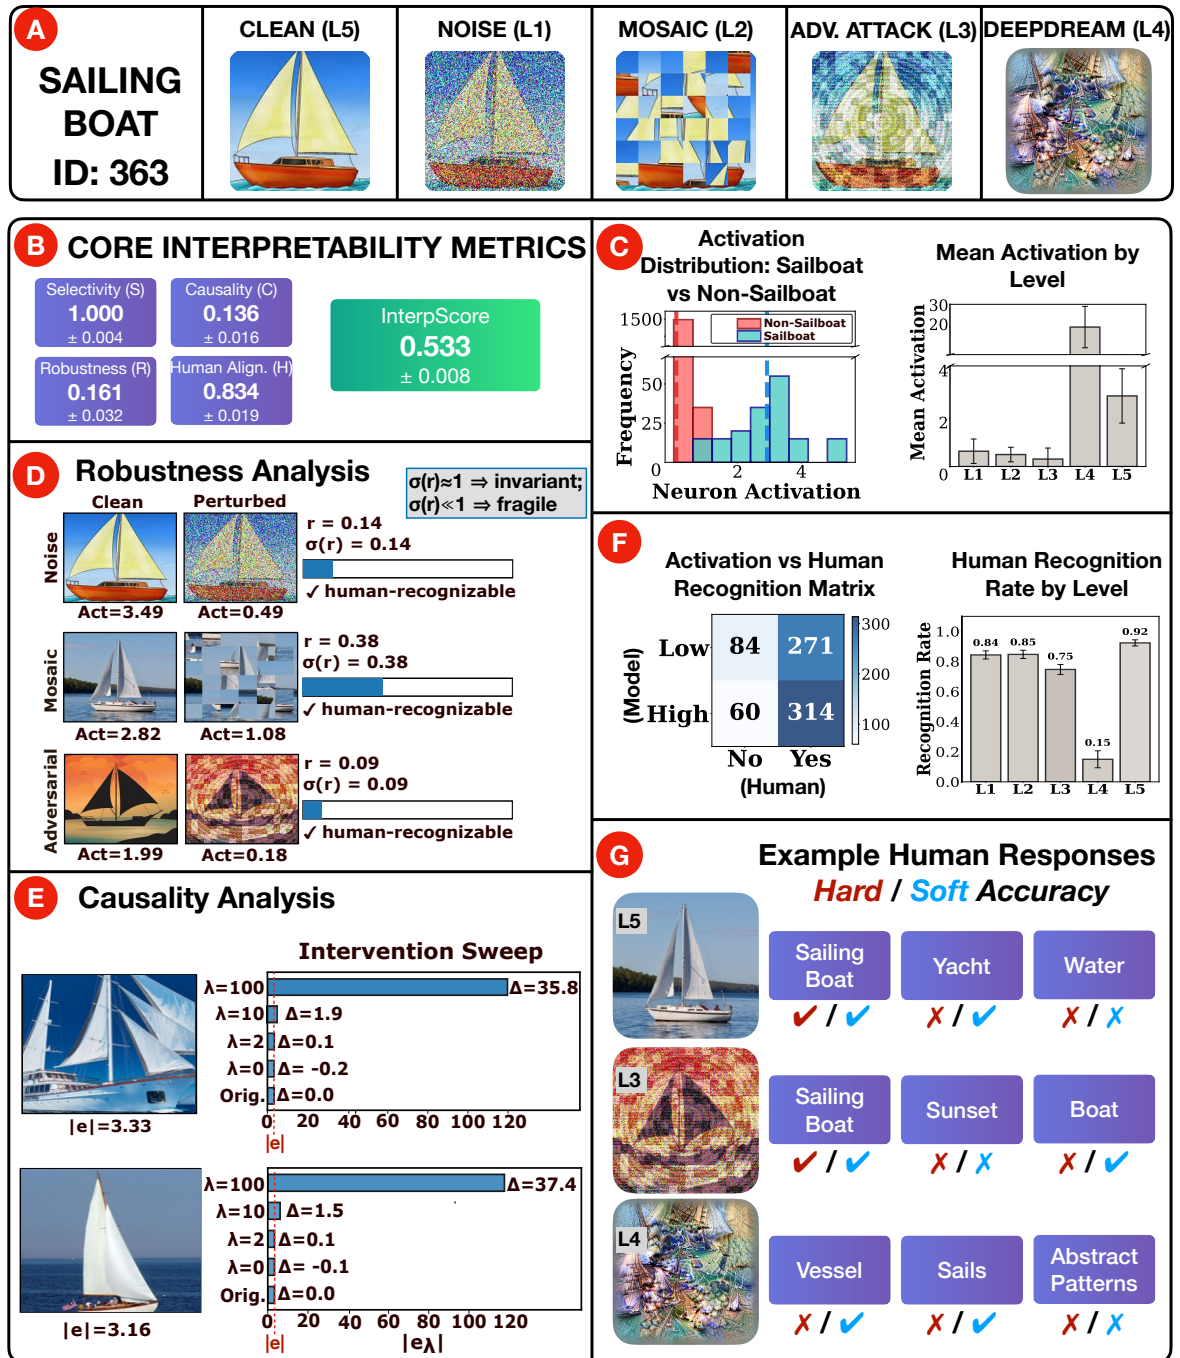 A
SAILING
BOAT
ID: 363
CLEAN (L5)
NOISE (L1)
MOSAIC (L2)
ADV. ATTACK (L3)
DEEPDREAM (L4)
B
CORE INTERPRETABILITY METRICS
Selectivity (S)
1.000
± 0.004
Causality (C)
0.136
± 0.016
Robustness (R)
0.161
± 0.032
Human Align. (H)
0.834
± 0.019
InterpScore
0.533
± 0.008
C
Activation
Distribution: Sailboat
vs Non-Sailboat
Non-Sailboat
Sailboat
Frequency
1500
50
25
0
2
4
Neuron Activation
Mean Activation by
Level
Mean Activation
30
20
4
2
0
L1 L2 L3 L4 L5
D
Robustness Analysis
σ(r)≈1 ⇒ invariant;
σ(r)≪1 ⇒ fragile
Clean
Perturbed
Noise
Act=3.49
Act=0.49
r = 0.14
σ(r) = 0.14
✓ human-recognizable
Mosaic
Act=2.82
Act=1.08
r = 0.38
σ(r) = 0.38
✓ human-recognizable
Adversarial
Act=1.99
Act=0.18
r = 0.09
σ(r) = 0.09
✓ human-recognizable
E
Causality Analysis
Intervention Sweep
|e|=3.33
λ=100 Δ=35.8
λ=10 Δ=1.9
λ=2 Δ=0.1
λ=0 Δ= -0.2
Orig. Δ=0.0
0 20 40 60 80 100 120
|e|
|e|=3.16
λ=100 Δ=37.4
λ=10 Δ=1.5
λ=2 Δ=0.1
λ=0 Δ= -0.1
Orig. Δ=0.0
0 20 40 60 80 100 120
|e|
|eλ|
F
Activation vs Human
Recognition Matrix
(Model)
Low 84 271
High 60 314
No Yes
(Human)
300
200
100
Human Recognition
Rate by Level
Recognition Rate
1.0
0.8
0.6
0.4
0.2
0.0
0.84
0.85
0.75
0.15
0.92
L1 L2 L3 L4 L5
G
Example Human Responses
Hard / Soft Accuracy
L5
Sailing
Boat
✓ / ✓
Yacht
✗ / ✓
Water
✗ / ✗
L3
Sailing
Boat
✓ / ✓
Sunset
✗ / ✗
Boat
✗ / ✓
L4
Vessel
✗ / ✓
Sails
✗ / ✓
Abstract
Patterns
✗ / ✗